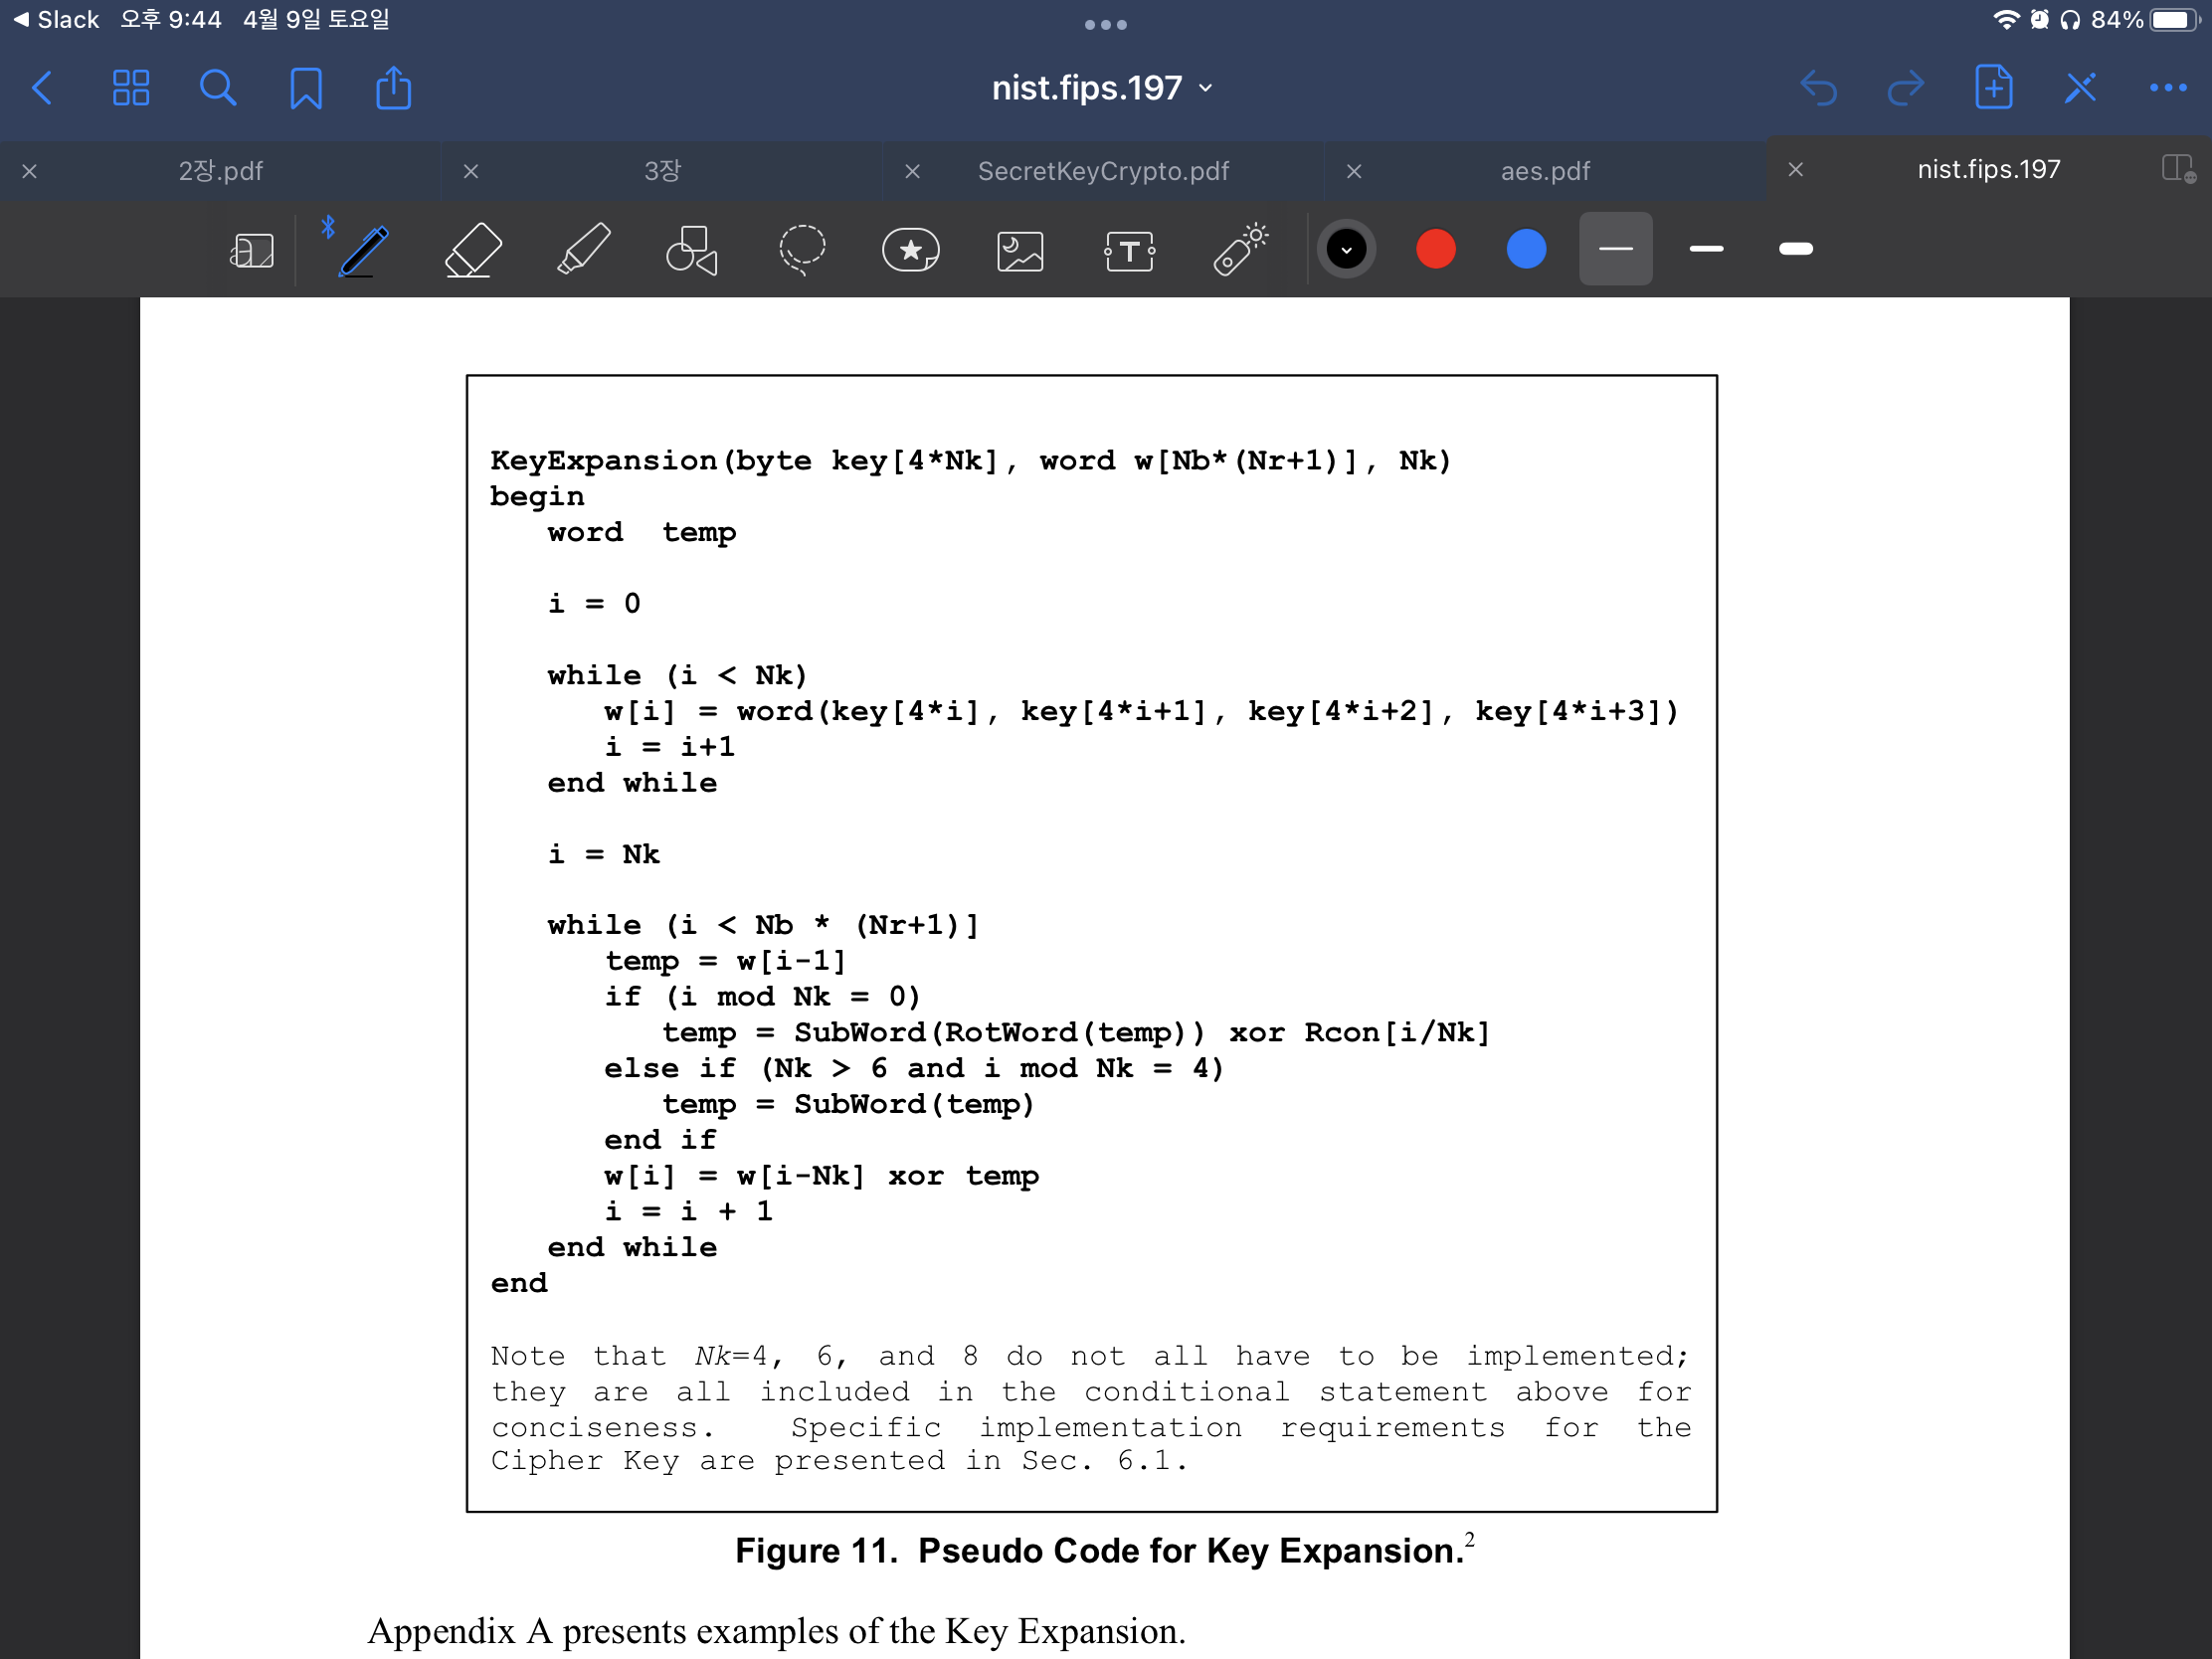 Slack 오후 9:44 4월 9일 토요일 84%
nist.fips.197
2장.pdf 3장 SecretKeyCrypto.pdf aes.pdf nist.fips.197
KeyExpansion(byte key[4*Nk], word w[Nb*(Nr+1)], Nk)
begin
word temp
i = 0
while (i < Nk)
w[i] = word(key[4*i], key[4*i+1], key[4*i+2], key[4*i+3])
i = i+1
end while
i = Nk
while (i < Nb * (Nr+1)]
temp = w[i-1]
if (i mod Nk = 0)
temp = SubWord(RotWord(temp)) xor Rcon[i/Nk]
else if (Nk > 6 and i mod Nk = 4)
temp = SubWord(temp)
end if
w[i] = w[i-Nk] xor temp
i = i + 1
end while
end
Note that Nk=4, 6, and 8 do not all have to be implemented;
they are all included in the conditional statement above for
conciseness. Specific implementation requirements for the
Cipher Key are presented in Sec. 6.1.
Figure 11. Pseudo Code for Key Expansion.2
Appendix A presents examples of the Key Expansion.